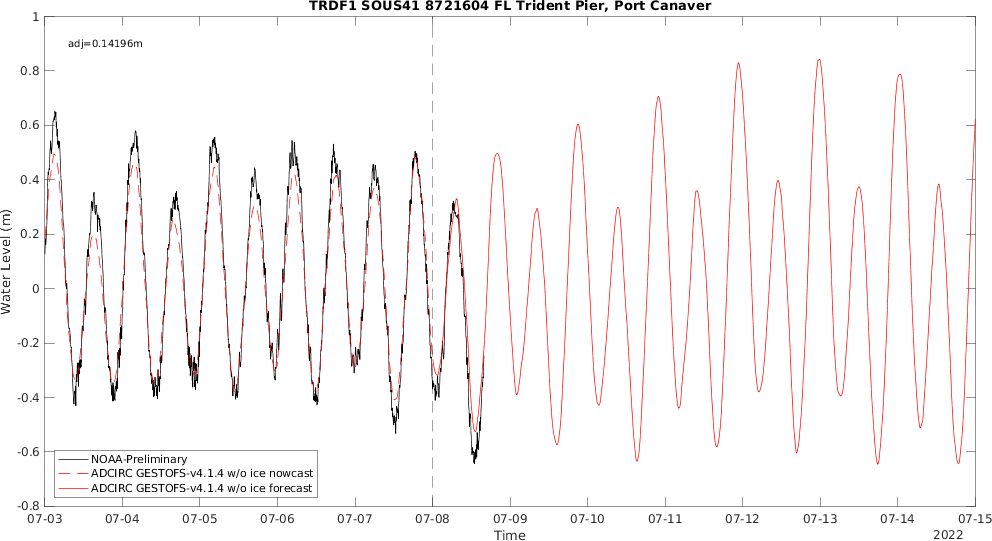 TRDF1 SOUS41 8721604 FL Trident Pier, Port Canaver
adj=0.14196m
1
0.8
0.6
0.4
0.2
0
-0.2
-0.4
-0.6
-0.8
Water Level (m)
NOAA-Preliminary
ADCIRC GESTOFS-v4.1.4 w/o ice nowcast
ADCIRC GESTOFS-v4.1.4 w/o ice forecast
07-03 07-04 07-05 07-06 07-07 07-08 07-09 07-10 07-11 07-12 07-13 07-14 07-15
Time
2022